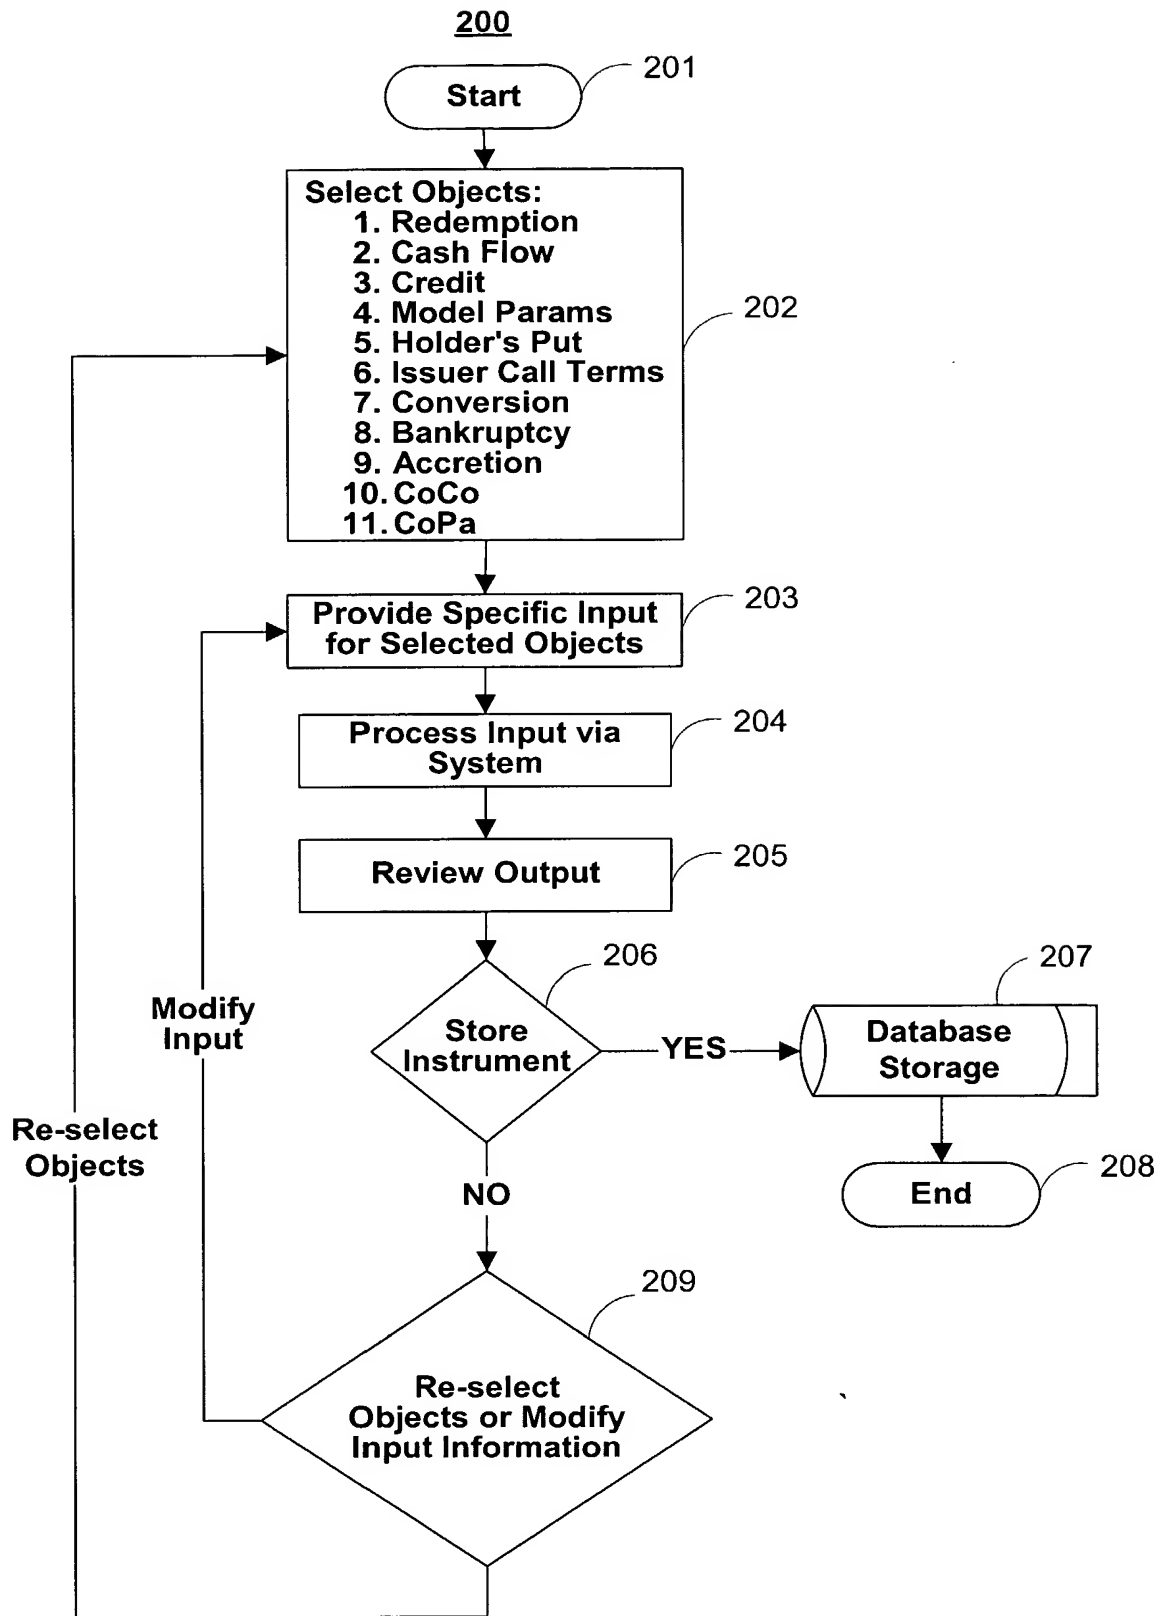 200
Start
201
Select Objects:
1. Redemption
2. Cash Flow
3. Credit
4. Model Params
5. Holder's Put
6. Issuer Call Terms
7. Conversion
8. Bankruptcy
9. Accretion
10. CoCo
11. CoPa
202
Provide Specific Input
for Selected Objects
203
Process Input via
System
204
Review Output
205
Store
Instrument
206
YES
Database
Storage
207
End
208
NO
Modify
Input
Re-select
Objects
Re-select
Objects or Modify
Input Information
209